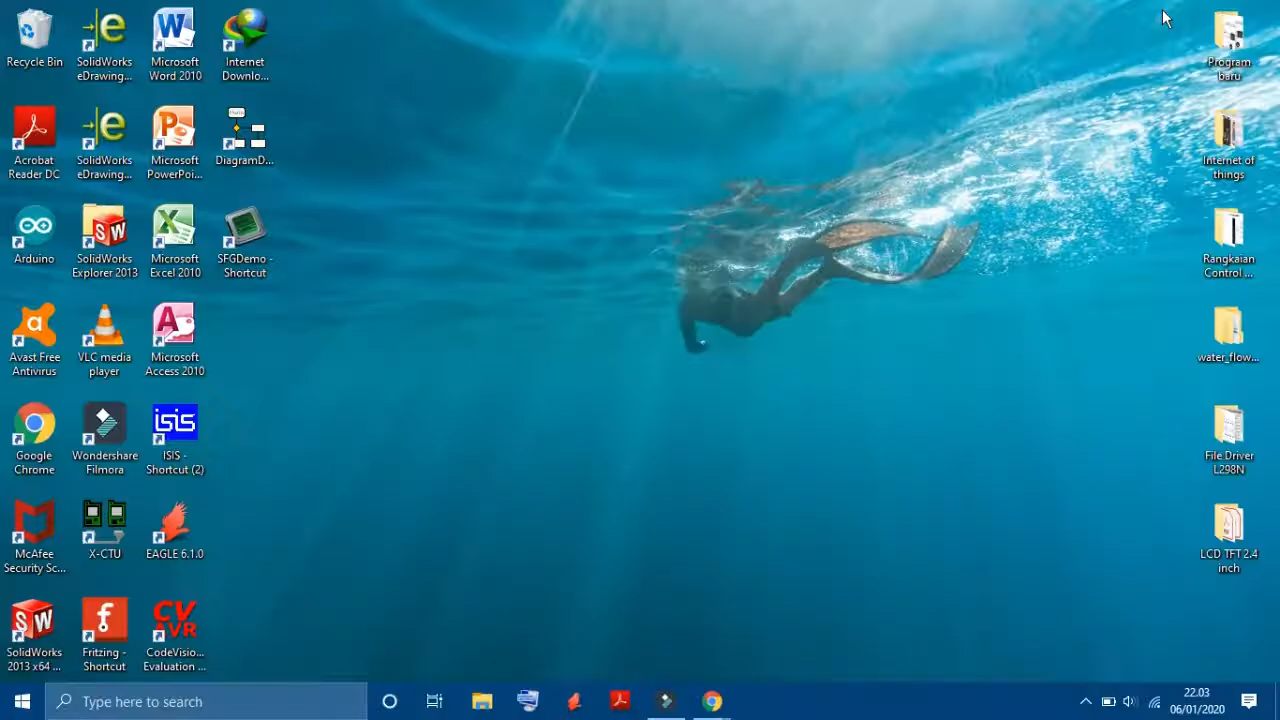 Recycle Bin
SolidWorks
eDrawing...
Microsoft
Word 2010
Internet
Downlo...
Acrobat
Reader DC
SolidWorks
eDrawing...
Microsoft
PowerPoi...
DiagramD...
Arduino
SolidWorks
Explorer 2013
Microsoft
Excel 2010
SFGDemo -
Shortcut
Avast Free
Antivirus
VLC media
player
Microsoft
Access 2010
isis
Google
Chrome
Wondershare
Filmora
ISIS -
Shortcut (2)
McAfee
Security Sc...
X-CTU
EAGLE 6.1.0
CV
AVR
SolidWorks
2013 x64 ...
Fritzing -
Shortcut
CodeVisio...
Evaluation ...
Program
baru
Internet of
things
Rangkaian
Control ...
water_flow...
File Driver
L298N
LCD TFT 2.4
inch
Type here to search
22.03
06/01/2020